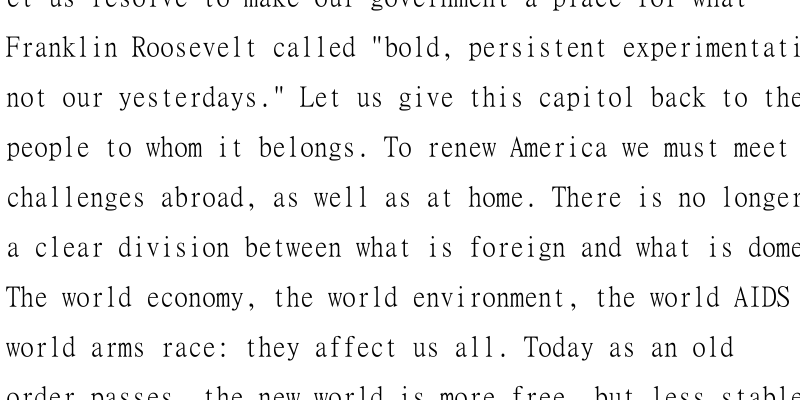 et us resolve to make our government a place for what
Franklin Roosevelt called "bold, persistent experimentati
not our yesterdays." Let us give this capitol back to the
people to whom it belongs. To renew America we must meet
challenges abroad, as well as at home. There is no longer
a clear division between what is foreign and what is dome
The world economy, the world environment, the world AIDS
world arms race: they affect us all. Today as an old
order passes, the new world is more free, but less stable